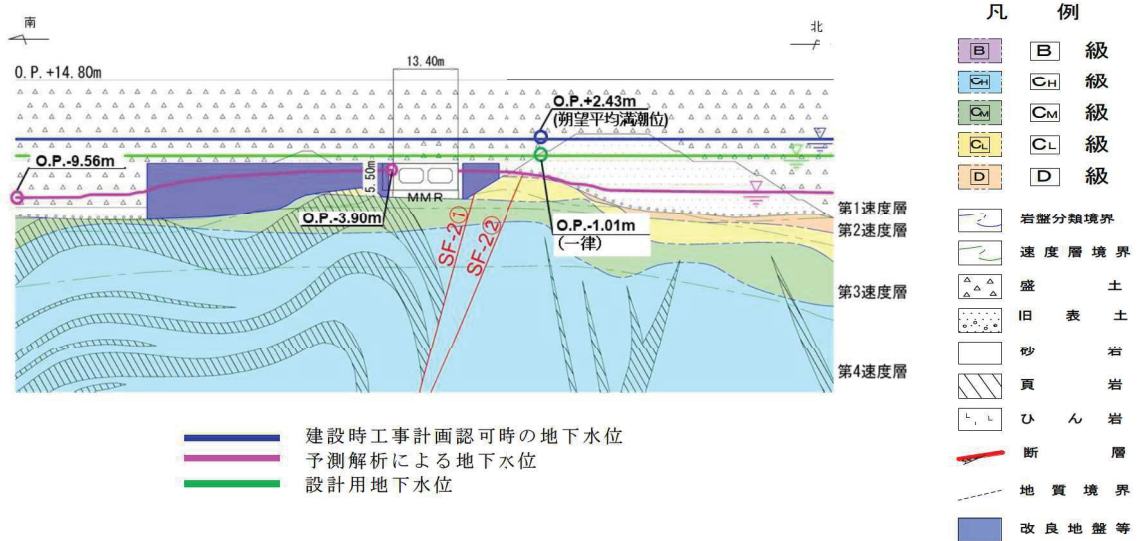 南
北
13.40m
O.P.+14.80m
O.P.+2.43m
(朔望平均満潮位)
O.P.-9.56m
5.50m
MMR
O.P.-3.90m
O.P.-1.01m
(一律)
SF-2①
SF-2②
第1速度層
第2速度層
第3速度層
第4速度層
建設時工事計画認可時の地下水位
予測解析による地下水位
設計用地下水位
凡 例
B B 級
CH CH 級
CM CM 級
CL CL 級
D D 級
岩盤分類境界
速度層境界
盛土
旧表土
砂岩
頁岩
ひん岩
断層
地質境界
改良地盤等